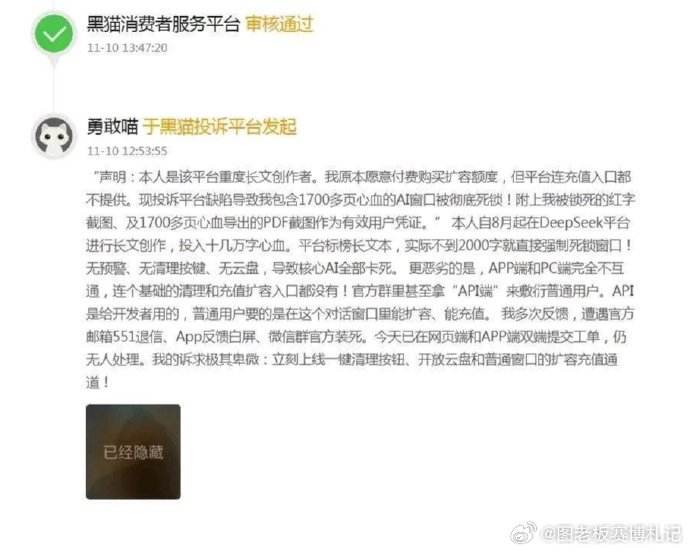 黑猫消费者服务平台 审核通过
11-10 13:47:20
勇敢喵 于黑猫投诉平台发起
11-10 12:53:55
“声明：本人是该平台重度长文创作者。我原本愿意付费购买扩容额度，但平台连充值入口都
不提供。现投诉平台缺陷导致我包含1700多页心血的AI窗口被彻底死锁！附上我被锁死的红字
截图、及1700多页心血导出的PDF截图作为有效用户凭证。” 本人自8月起在DeepSeek平台
进行长文创作，投入十几万字心血。平台标榜长文本，实际不到2000字就直接强制死锁窗口！
无预警、无清理按键、无云盘，导致核心AI全部卡死。 更恶劣的是，APP端和PC端完全不互
通，连个基础的清理和充值扩容入口都没有！官方群里甚至拿“API端”来敷衍普通用户。API
是给开发者用的，普通用户要的是在这个对话窗口里能扩容、能充值。 我多次反馈，遭遇官方
邮箱551退信、App反馈白屏、微信群官方装死。今天已在网页端和APP端双端提交工单，仍
无人处理。我的诉求极其卑微：立刻上线一键清理按钮、开放云盘和普通窗口的扩容充值通
道！
已经隐藏
@图老板赛博札记